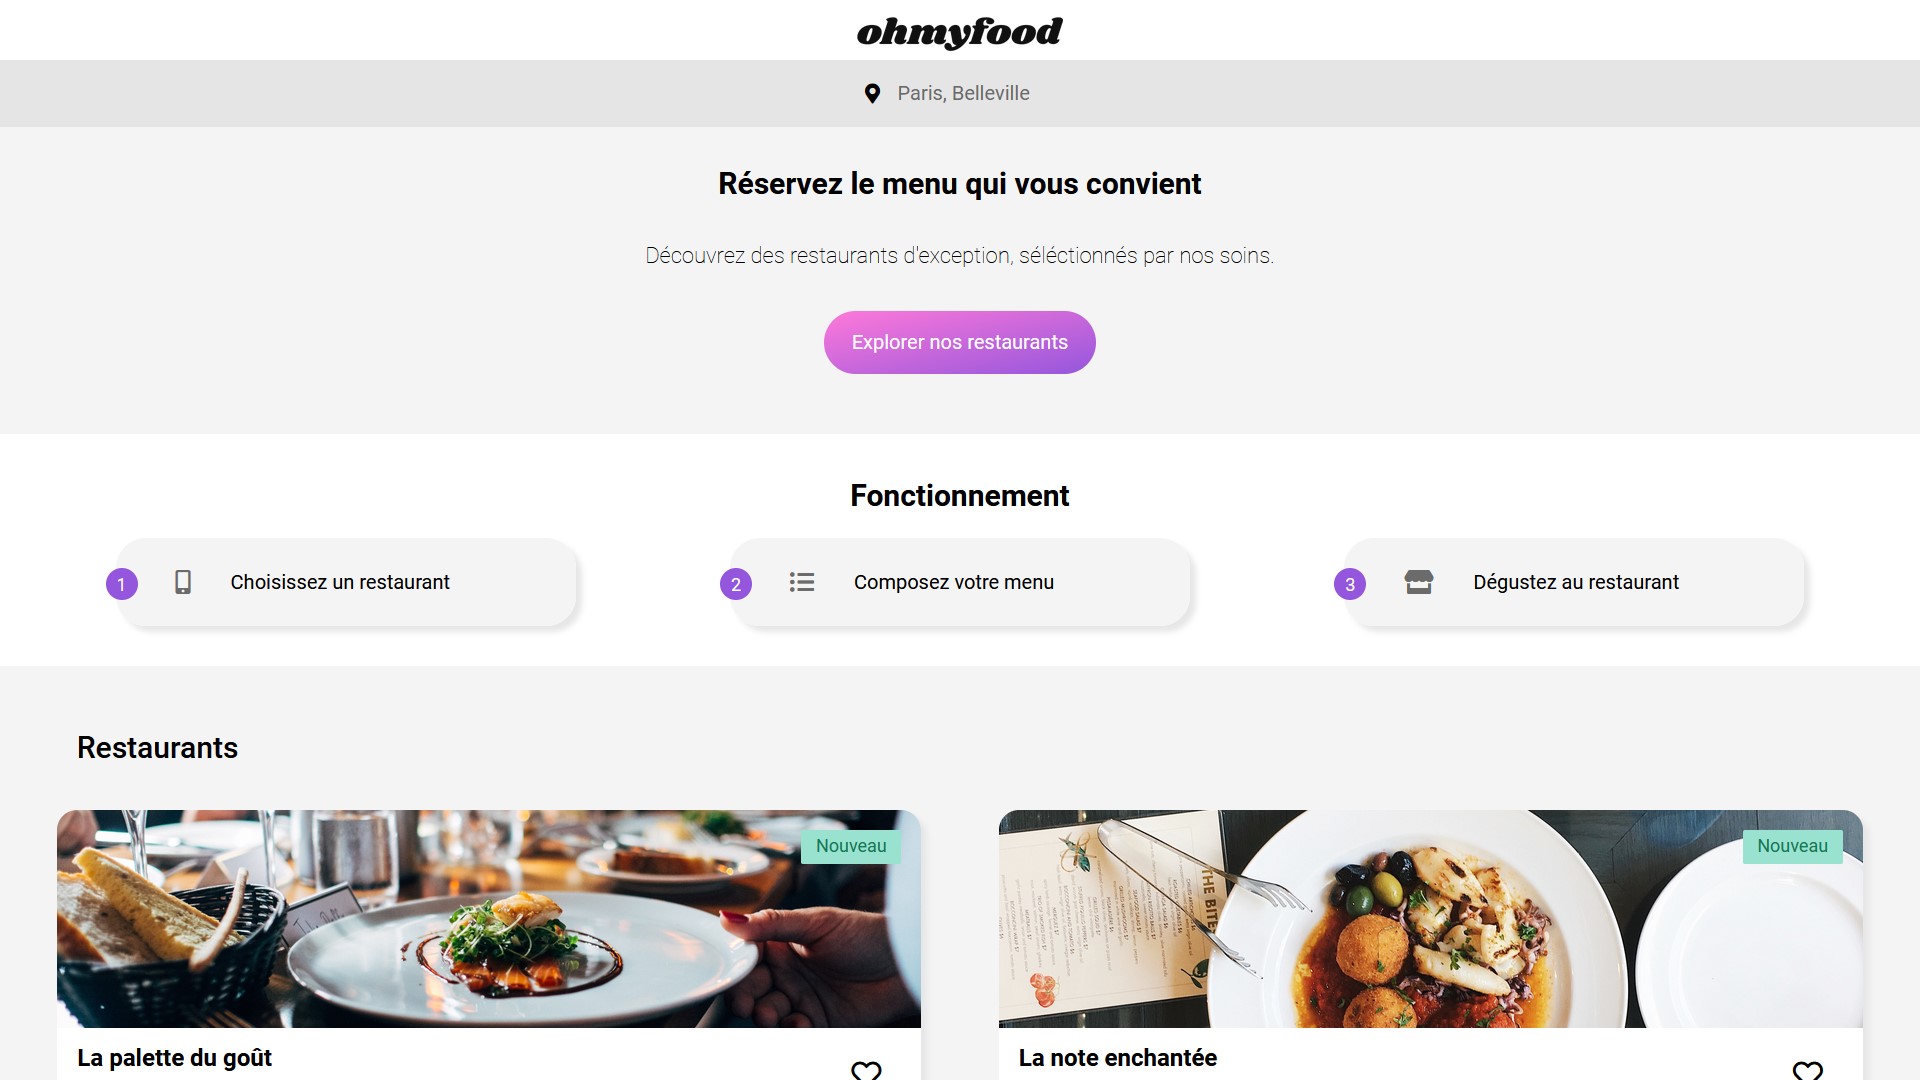 ohmyfood
Paris, Belleville
Réservez le menu qui vous convient
Découvrez des restaurants d'exception, séléctionnés par nos soins.
Explorer nos restaurants
Fonctionnement
1 Choisissez un restaurant
2 Composez votre menu
3 Dégustez au restaurant
Restaurants
Nouveau
Nouveau
THE BITE
La palette du goût
La note enchantée